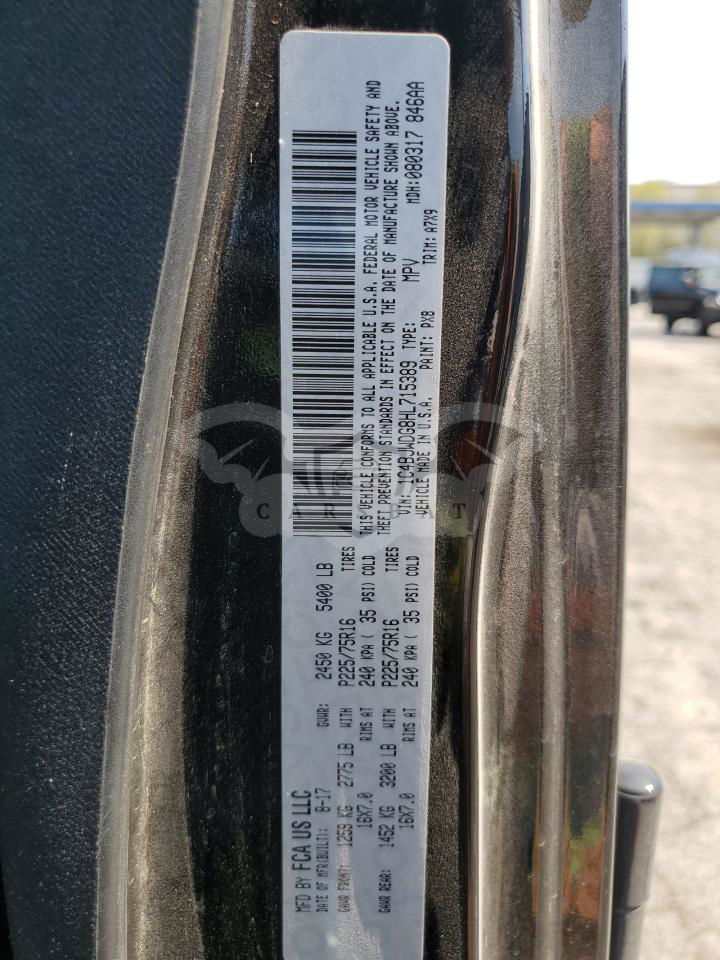 MFD BY FCA US LLC
DATE OF MFR(BUILT): 8-17 GVWR: 2450 KG 5400 LB
GAWR FRONT: 1259 KG 2775 LB WITH P225/75R16 TIRES
16X7.0 RIMS AT 240 KPA ( 35 PSI) COLD
GAWR REAR: 1452 KG 3200 LB WITH P225/75R16 TIRES
16X7.0 RIMS AT 240 KPA ( 35 PSI) COLD
THIS VEHICLE CONFORMS TO ALL APPLICABLE U.S.A. FEDERAL MOTOR VEHICLE SAFETY AND
THEFT PREVENTION STANDARDS IN EFFECT ON THE DATE OF MANUFACTURE SHOWN ABOVE.
VIN: 1C4BJWDG8HL715389 TYPE: MPV MDH:080317 846AA
VEHICLE MADE IN U.S.A. PAINT: PX8 TRIM: A7X9